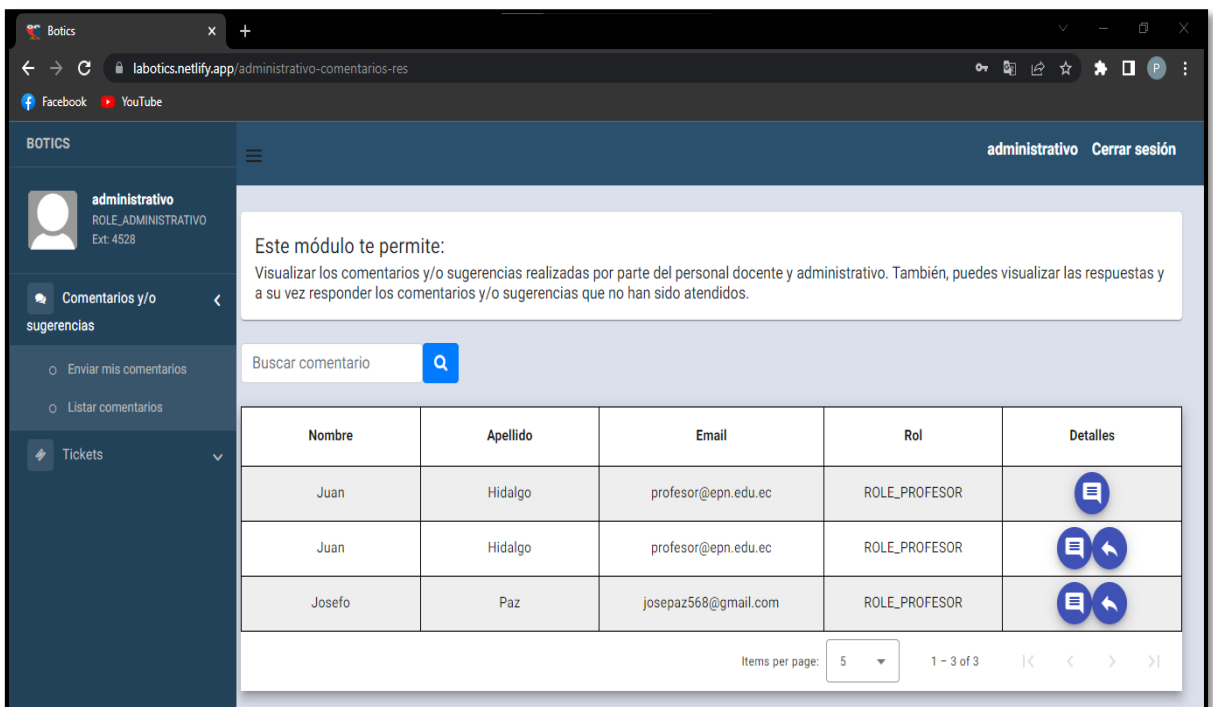 Botics
labotics.netlify.app/administrativo-comentarios-res
P
Facebook YouTube
BOTICS
administrativo Cerrar sesión
administrativo
ROLE_ADMINISTRATIVO
Ext: 4528
Comentarios y/o
sugerencias
Enviar mis comentarios
Listar comentarios
Tickets
Este módulo te permite:
Visualizar los comentarios y/o sugerencias realizadas por parte del personal docente y administrativo. También, puedes visualizar las respuestas y
a su vez responder los comentarios y/o sugerencias que no han sido atendidos.
Buscar comentario
Nombre Apellido Email Rol Detalles
Juan Hidalgo profesor@epn.edu.ec ROLE_PROFESOR
Juan Hidalgo profesor@epn.edu.ec ROLE_PROFESOR
Josefo Paz josepaz568@gmail.com ROLE_PROFESOR
Items per page: 5 1 – 3 of 3